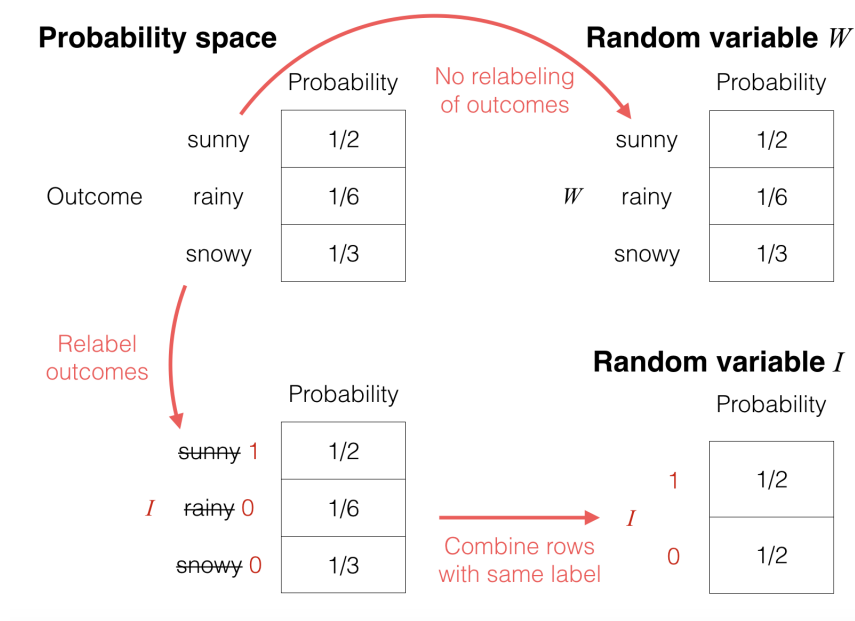 Probability space
Random variable W
Probability
No relabeling
of outcomes
Probability
sunny 1/2
sunny 1/2
Outcome rainy 1/6
W rainy 1/6
snowy 1/3
snowy 1/3
Relabel
outcomes
Random variable I
Probability
Probability
sunny 1 1/2
I rainy 0 1/6
snowy 0 1/3
Combine rows
with same label
1 1/2
I
0 1/2